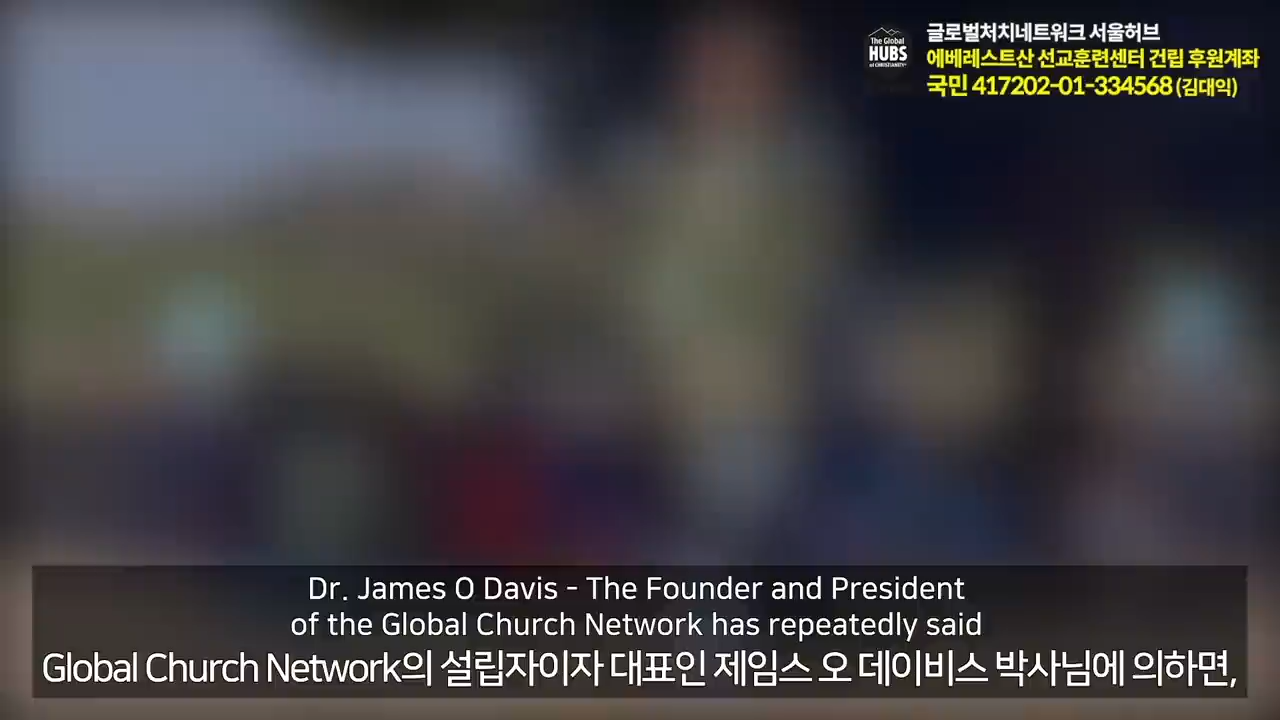 The Global
HUBS
of CHRISTIANITY
글로벌처치네트워크 서울허브
에베레스트산 선교훈련센터 건립 후원계좌
국민 417202-01-334568 (김대익)
Dr. James O Davis - The Founder and President
of the Global Church Network has repeatedly said
Global Church Network의 설립자이자 대표인 제임스 오 데이비스 박사님에 의하면,